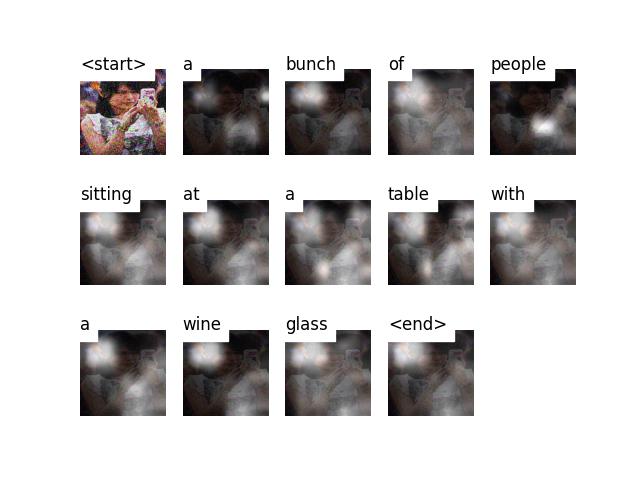 <start> a bunch of people
sitting at a table with
a wine glass <end>